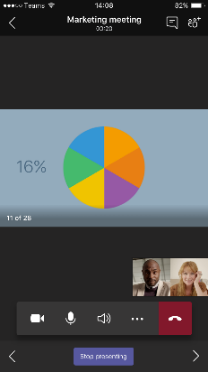 Teams 14:08 82%
Marketing meeting
00:20
16%
11 of 28
Stop presenting